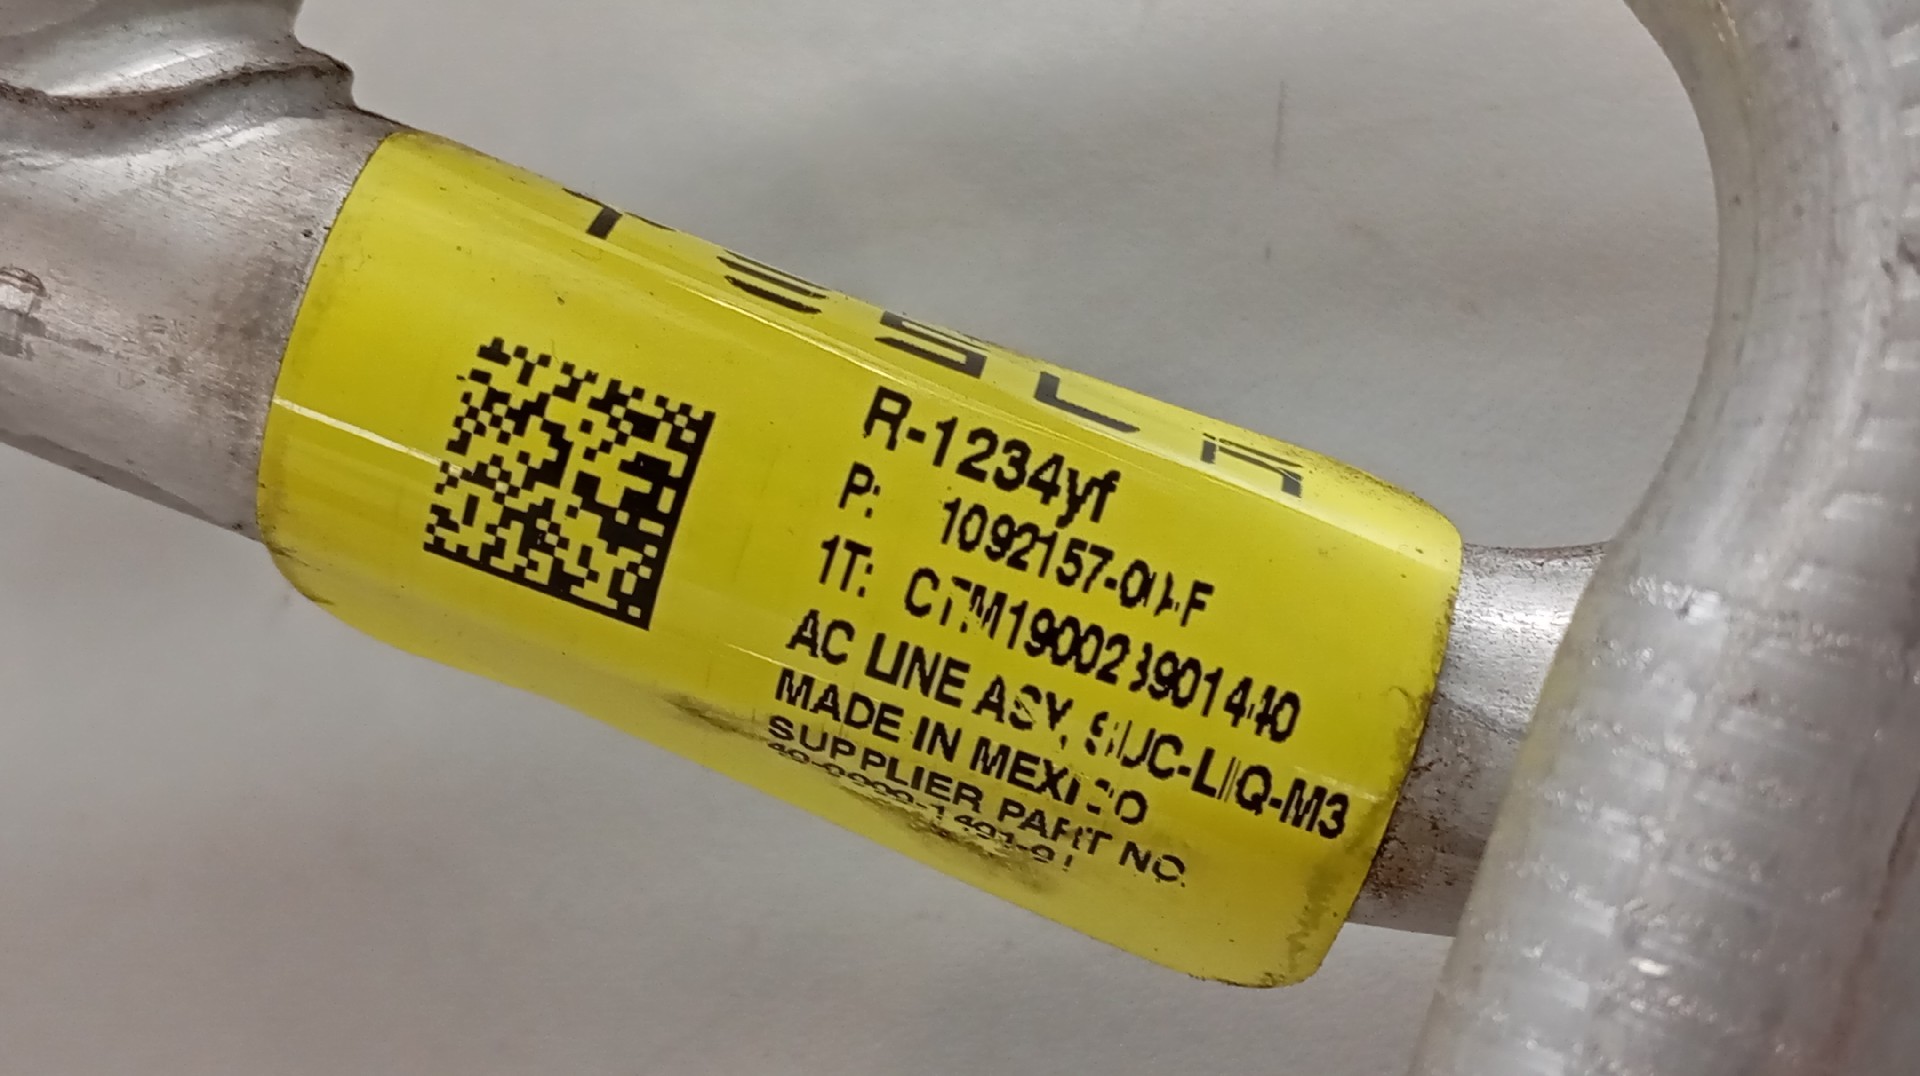 TESLA
R-1234yf
P: 1092157-00-F
1T: CTM190023901440
AC LINE ASY, SUC-LIQ-M3
MADE IN MEXICO
SUPPLIER PART NO.